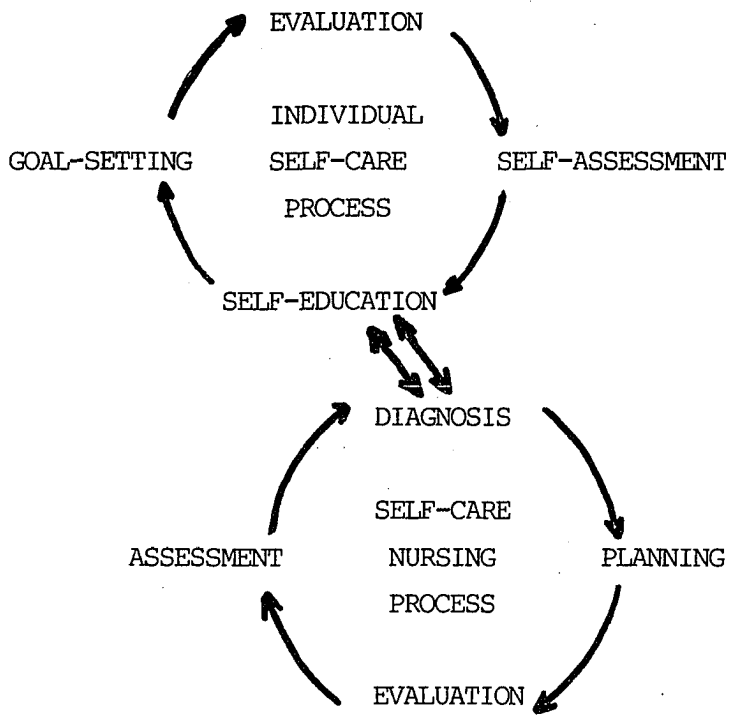 EVALUATION
INDIVIDUAL
GOAL-SETTING SELF-CARE SELF-ASSESSMENT
PROCESS
SELF-EDUCATION
DIAGNOSIS
SELF-CARE
ASSESSMENT NURSING PLANNING
PROCESS
EVALUATION